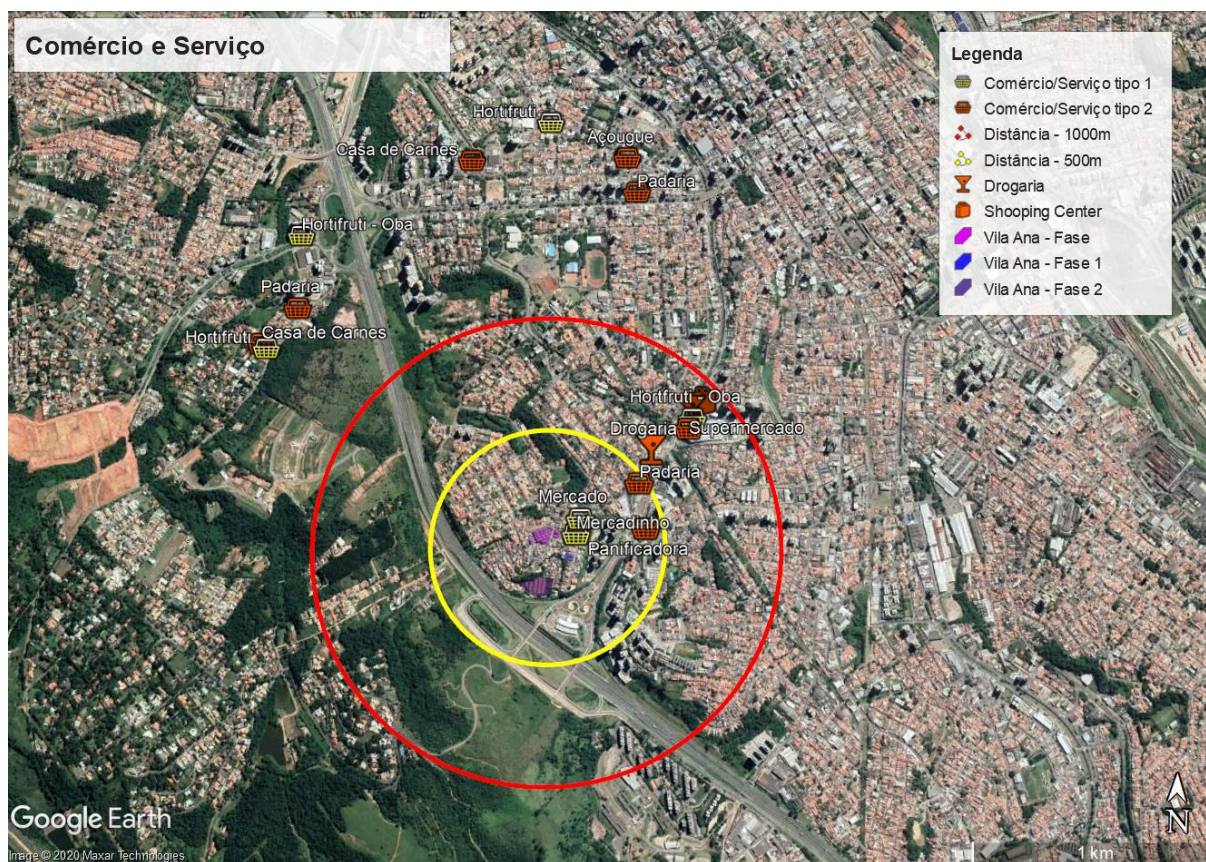 Comércio e Serviço
Legenda
Comércio/Serviço tipo 1
Comércio/Serviço tipo 2
Distância - 1000m
Distância - 500m
Drogaria
Shooping Center
Vila Ana - Fase
Vila Ana - Fase 1
Vila Ana - Fase 2
Hortifruti
Açougue
Casa de Carnes
Padaria
Hortifruti - Oba
Padaria
Hortifruti Casa de Carnes
Hortfruti - Oba
Drogaria Supermercado
Padaria
Mercado
Mercadinho
Panificadora
Google Earth
Image © 2020 Maxar Technologies
N
1 km